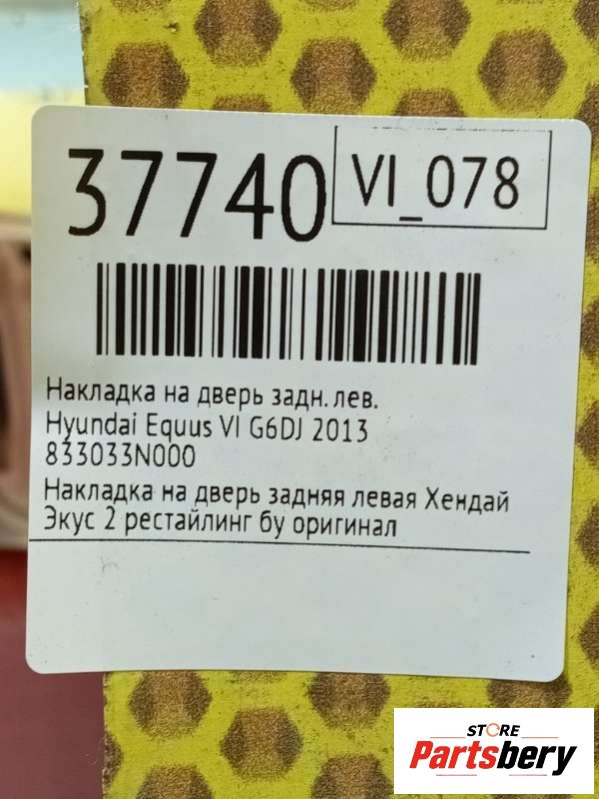 37740
VI_078
Накладка на дверь задн. лев.
Hyundai Equus VI G6DJ 2013
833033N000
Накладка на дверь задняя левая Хендай
Экус 2 рестайлинг бу оригинал
STORE
Partsbery